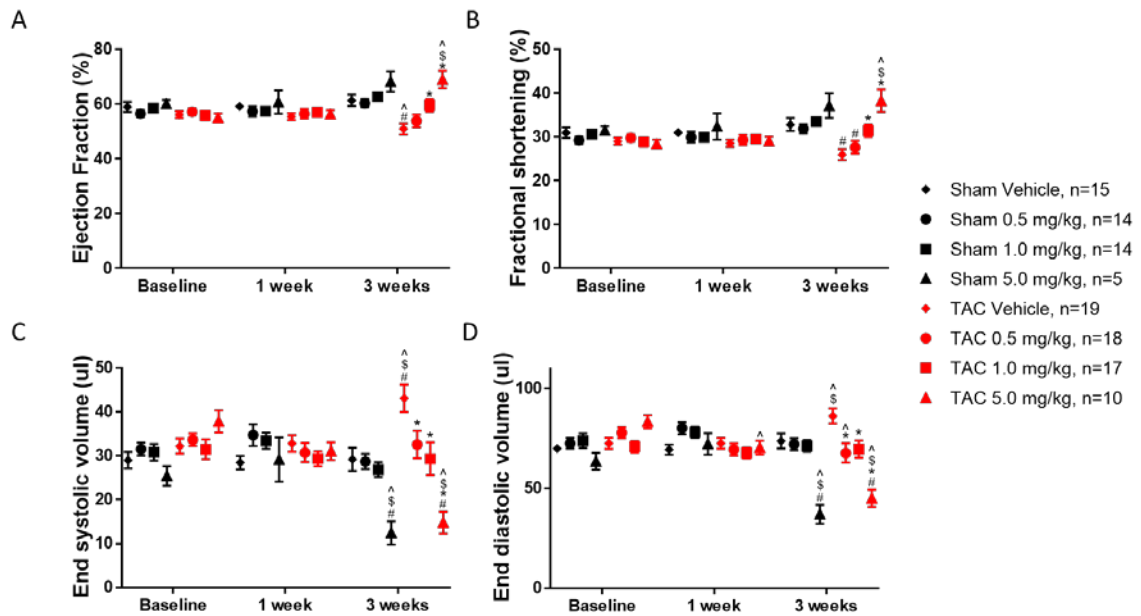 A
Ejection Fraction (%)
80
60
40
20
0
Baseline
1 week
3 weeks
^
#
*
^
$
*
B
Fractional shortening (%)
50
40
30
20
10
0
Baseline
1 week
3 weeks
#
#
*
^
$
*
Sham Vehicle, n=15
Sham 0.5 mg/kg, n=14
Sham 1.0 mg/kg, n=14
Sham 5.0 mg/kg, n=5
TAC Vehicle, n=19
TAC 0.5 mg/kg, n=18
TAC 1.0 mg/kg, n=17
TAC 5.0 mg/kg, n=10
C
End systolic volume (ul)
50
40
30
20
10
0
Baseline
1 week
3 weeks
^
$
#
^
$
#
*
*
^
$
*
#
D
End diastolic volume (ul)
100
50
0
Baseline
1 week
3 weeks
^
^
$
#
^
$
^
*
*
^
$
*
#